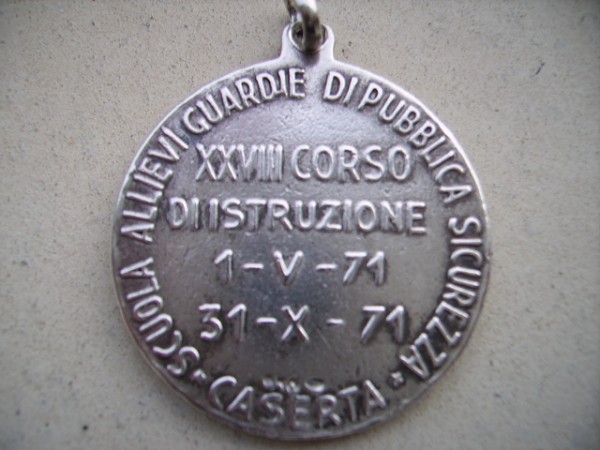 SCUOLA ALLIEVI GUARDIE DI PUBBLICA SICUREZZA
XXVIII CORSO
DI ISTRUZIONE
1-V-71
31-X-71
* CASERTA *